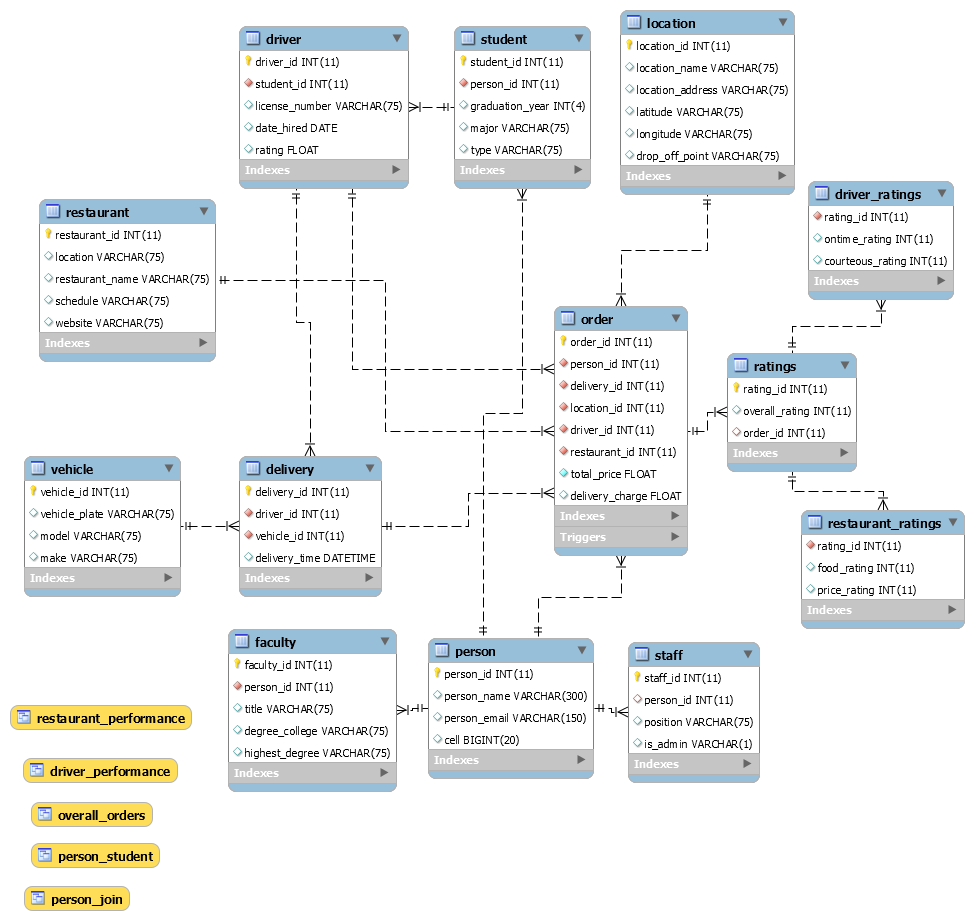 driver
driver_id INT(11)
student_id INT(11)
license_number VARCHAR(75)
date_hired DATE
rating FLOAT
Indexes
student
student_id INT(11)
person_id INT(11)
graduation_year INT(4)
major VARCHAR(75)
type VARCHAR(75)
Indexes
location
location_id INT(11)
location_name VARCHAR(75)
location_address VARCHAR(75)
latitude VARCHAR(75)
longitude VARCHAR(75)
drop_off_point VARCHAR(75)
Indexes
driver_ratings
rating_id INT(11)
ontime_rating INT(11)
courteous_rating INT(11)
Indexes
restaurant
restaurant_id INT(11)
location VARCHAR(75)
restaurant_name VARCHAR(75)
schedule VARCHAR(75)
website VARCHAR(75)
Indexes
order
order_id INT(11)
person_id INT(11)
delivery_id INT(11)
location_id INT(11)
driver_id INT(11)
restaurant_id INT(11)
total_price FLOAT
delivery_charge FLOAT
Indexes
Triggers
ratings
rating_id INT(11)
overall_rating INT(11)
order_id INT(11)
Indexes
vehicle
vehicle_id INT(11)
vehicle_plate VARCHAR(75)
model VARCHAR(75)
make VARCHAR(75)
Indexes
delivery
delivery_id INT(11)
driver_id INT(11)
vehicle_id INT(11)
delivery_time DATETIME
Indexes
restaurant_ratings
rating_id INT(11)
food_rating INT(11)
price_rating INT(11)
Indexes
faculty
faculty_id INT(11)
person_id INT(11)
title VARCHAR(75)
degree_college VARCHAR(75)
highest_degree VARCHAR(75)
Indexes
person
person_id INT(11)
person_name VARCHAR(300)
person_email VARCHAR(150)
cell BIGINT(20)
Indexes
staff
staff_id INT(11)
person_id INT(11)
position VARCHAR(75)
is_admin VARCHAR(1)
Indexes
restaurant_performance
driver_performance
overall_orders
person_student
person_join